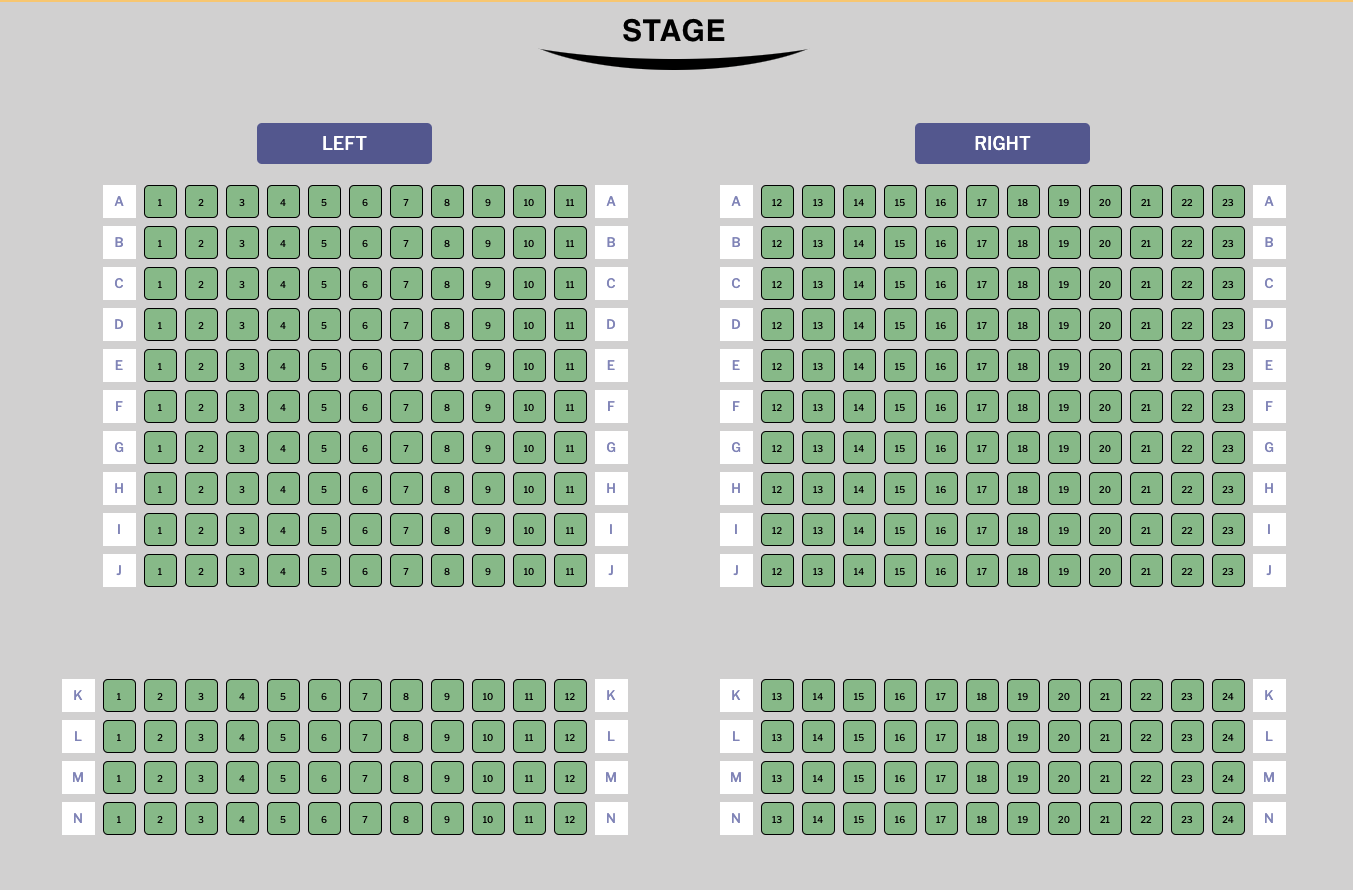 STAGE
LEFT RIGHT
A 1 2 3 4 5 6 7 8 9 10 11 A A 12 13 14 15 16 17 18 19 20 21 22 23 A
B 1 2 3 4 5 6 7 8 9 10 11 B B 12 13 14 15 16 17 18 19 20 21 22 23 B
C 1 2 3 4 5 6 7 8 9 10 11 C C 12 13 14 15 16 17 18 19 20 21 22 23 C
D 1 2 3 4 5 6 7 8 9 10 11 D D 12 13 14 15 16 17 18 19 20 21 22 23 D
E 1 2 3 4 5 6 7 8 9 10 11 E E 12 13 14 15 16 17 18 19 20 21 22 23 E
F 1 2 3 4 5 6 7 8 9 10 11 F F 12 13 14 15 16 17 18 19 20 21 22 23 F
G 1 2 3 4 5 6 7 8 9 10 11 G G 12 13 14 15 16 17 18 19 20 21 22 23 G
H 1 2 3 4 5 6 7 8 9 10 11 H H 12 13 14 15 16 17 18 19 20 21 22 23 H
I 1 2 3 4 5 6 7 8 9 10 11 I I 12 13 14 15 16 17 18 19 20 21 22 23 I
J 1 2 3 4 5 6 7 8 9 10 11 J J 12 13 14 15 16 17 18 19 20 21 22 23 J
K 1 2 3 4 5 6 7 8 9 10 11 12 K K 13 14 15 16 17 18 19 20 21 22 23 24 K
L 1 2 3 4 5 6 7 8 9 10 11 12 L L 13 14 15 16 17 18 19 20 21 22 23 24 L
M 1 2 3 4 5 6 7 8 9 10 11 12 M M 13 14 15 16 17 18 19 20 21 22 23 24 M
N 1 2 3 4 5 6 7 8 9 10 11 12 N N 13 14 15 16 17 18 19 20 21 22 23 24 N